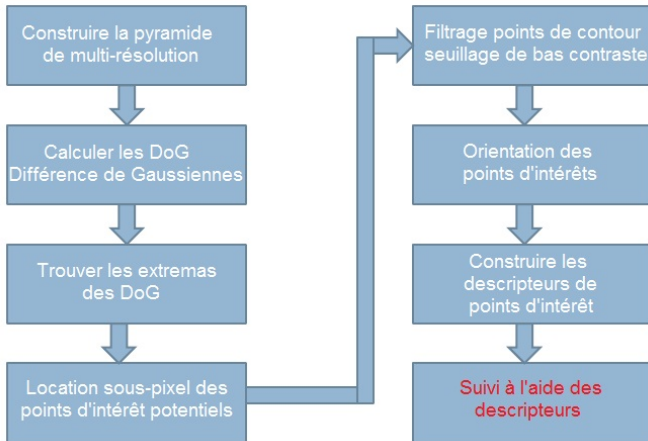 Construire la pyramide
de multi-résolution
Calculer les DoG
Différence de Gaussiennes
Trouver les extremas
des DoG
Location sous-pixel des
points d'intérêt potentiels
Filtrage points de contour
seuillage de bas contraste
Orientation des
points d'intérêts
Construire les
descripteurs de
points d'intérêt
Suivi à l'aide des
descripteurs